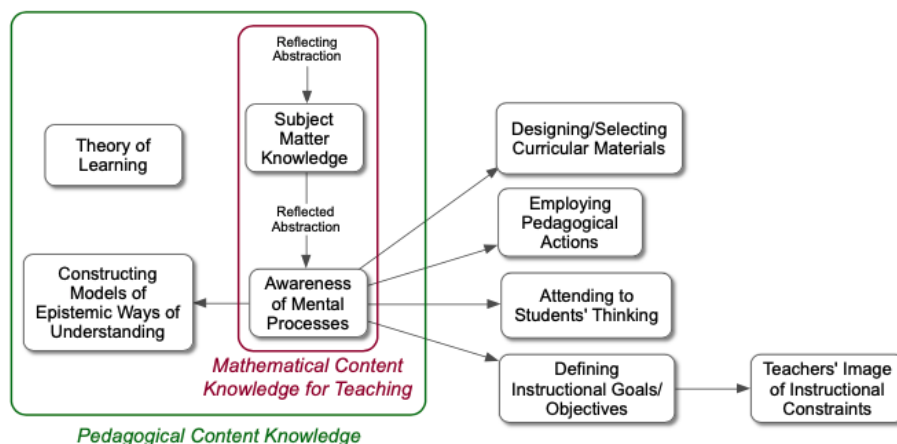 Reflecting
Abstraction
Subject
Matter
Knowledge
Reflected
Abstraction
Awareness
of Mental
Processes
Mathematical Content
Knowledge for Teaching
Theory of
Learning
Constructing
Models of
Epistemic Ways of
Understanding
Pedagogical Content Knowledge
Designing/Selecting
Curricular Materials
Employing
Pedagogical
Actions
Attending to
Students' Thinking
Defining
Instructional Goals/
Objectives
Teachers' Image
of Instructional
Constraints